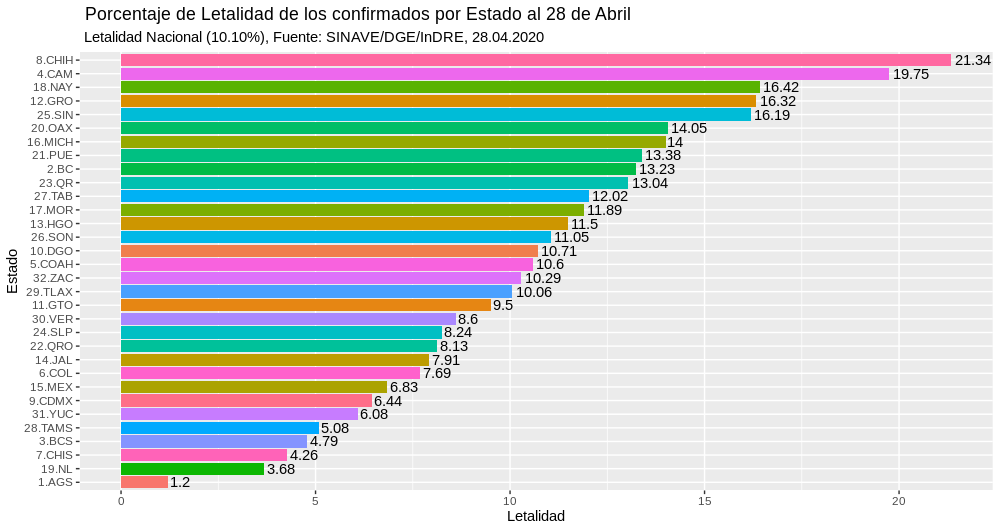 Porcentaje de Letalidad de los confirmados por Estado al 28 de Abril
Letalidad Nacional (10.10%), Fuente: SINAVE/DGE/InDRE, 28.04.2020
8.CHIH 21.34
4.CAM 19.75
18.NAY 16.42
12.GRO 16.32
25.SIN 16.19
20.OAX 14.05
16.MICH 14
21.PUE 13.38
2.BC 13.23
23.QR 13.04
27.TAB 12.02
17.MOR 11.89
13.HGO 11.5
26.SON 11.05
10.DGO 10.71
5.COAH 10.6
32.ZAC 10.29
29.TLAX 10.06
11.GTO 9.5
30.VER 8.6
24.SLP 8.24
22.QRO 8.13
14.JAL 7.91
6.COL 7.69
15.MEX 6.83
9.CDMX 6.44
31.YUC 6.08
28.TAMS 5.08
3.BCS 4.79
7.CHIS 4.26
19.NL 3.68
1.AGS 1.2
Estado
0 5 10 15 20
Letalidad